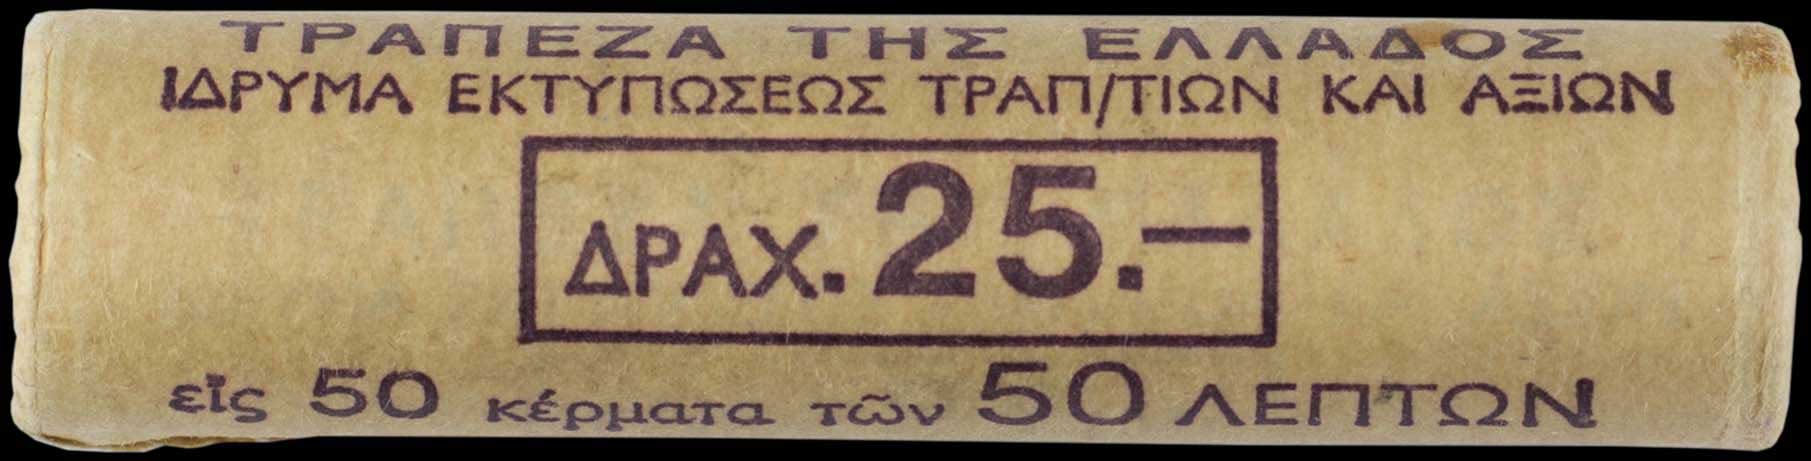 ΤΡΑΠΕΖΑ ΤΗΣ ΕΛΛΑΔΟΣ
ΙΔΡΥΜΑ ΕΚΤΥΠΩΣΕΩΣ ΤΡΑΠ/ΤΙΩΝ ΚΑΙ ΑΞΙΩΝ
ΔΡΑΧ. 25.—
εἰς 50 κέρματα τῶν 50 ΛΕΠΤΩΝ